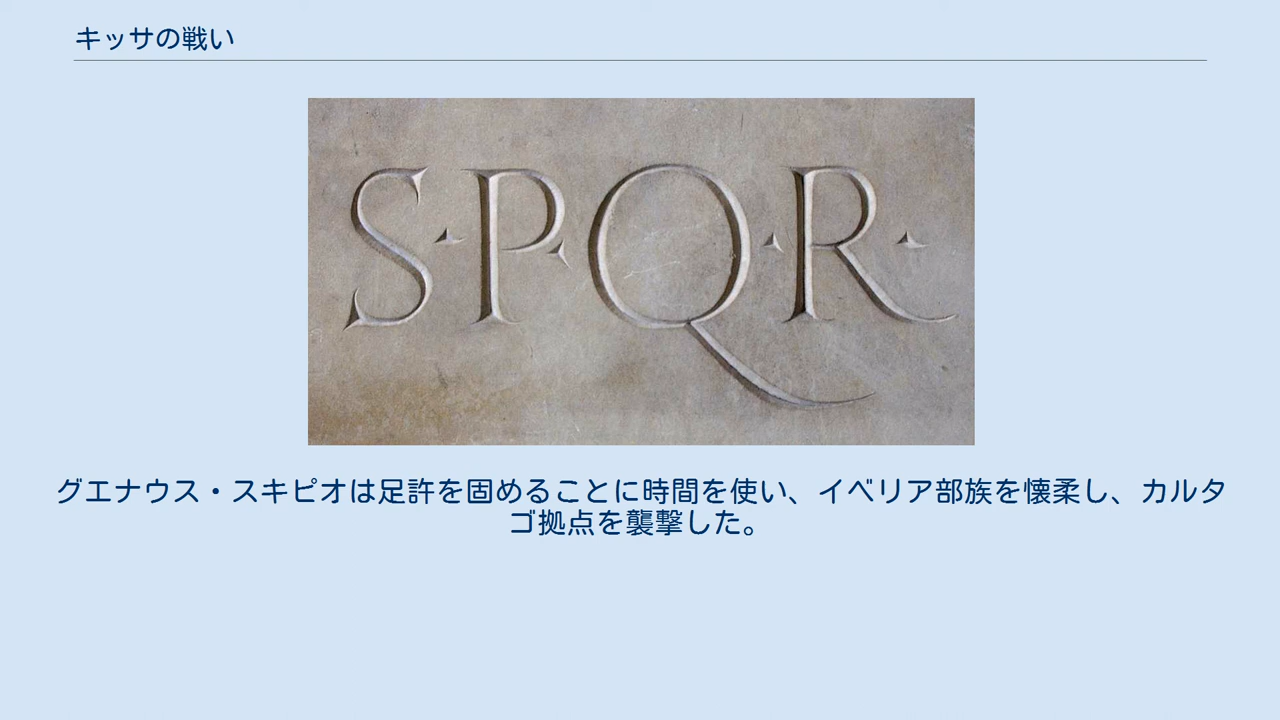 キッサの戦い
S·P·Q·R·
グエナウス・スキピオは足許を固めることに時間を使い、イベリア部族を懐柔し、カルタ
ゴ拠点を襲撃した。